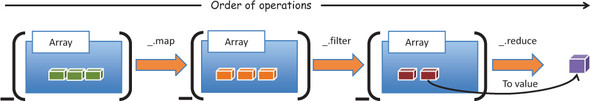 Order of operations
Array
_.map
Array
_.filter
Array
_.reduce
To value
_(
)
_(
)
_(
)